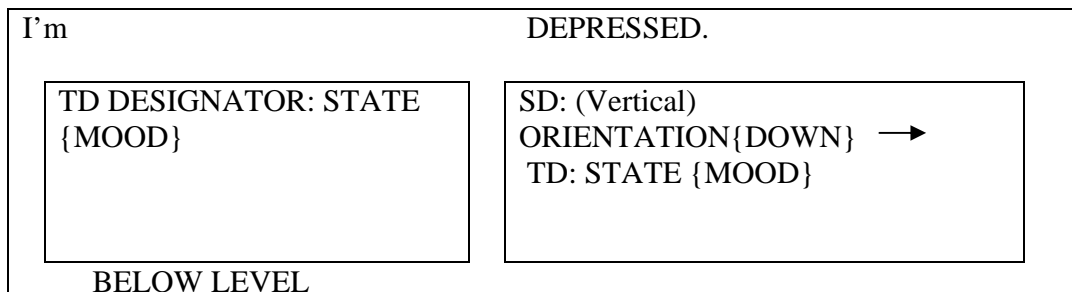 I’m DEPRESSED.
TD DESIGNATOR: STATE
{MOOD}
SD: (Vertical)
ORIENTATION{DOWN} →
TD: STATE {MOOD}
BELOW LEVEL